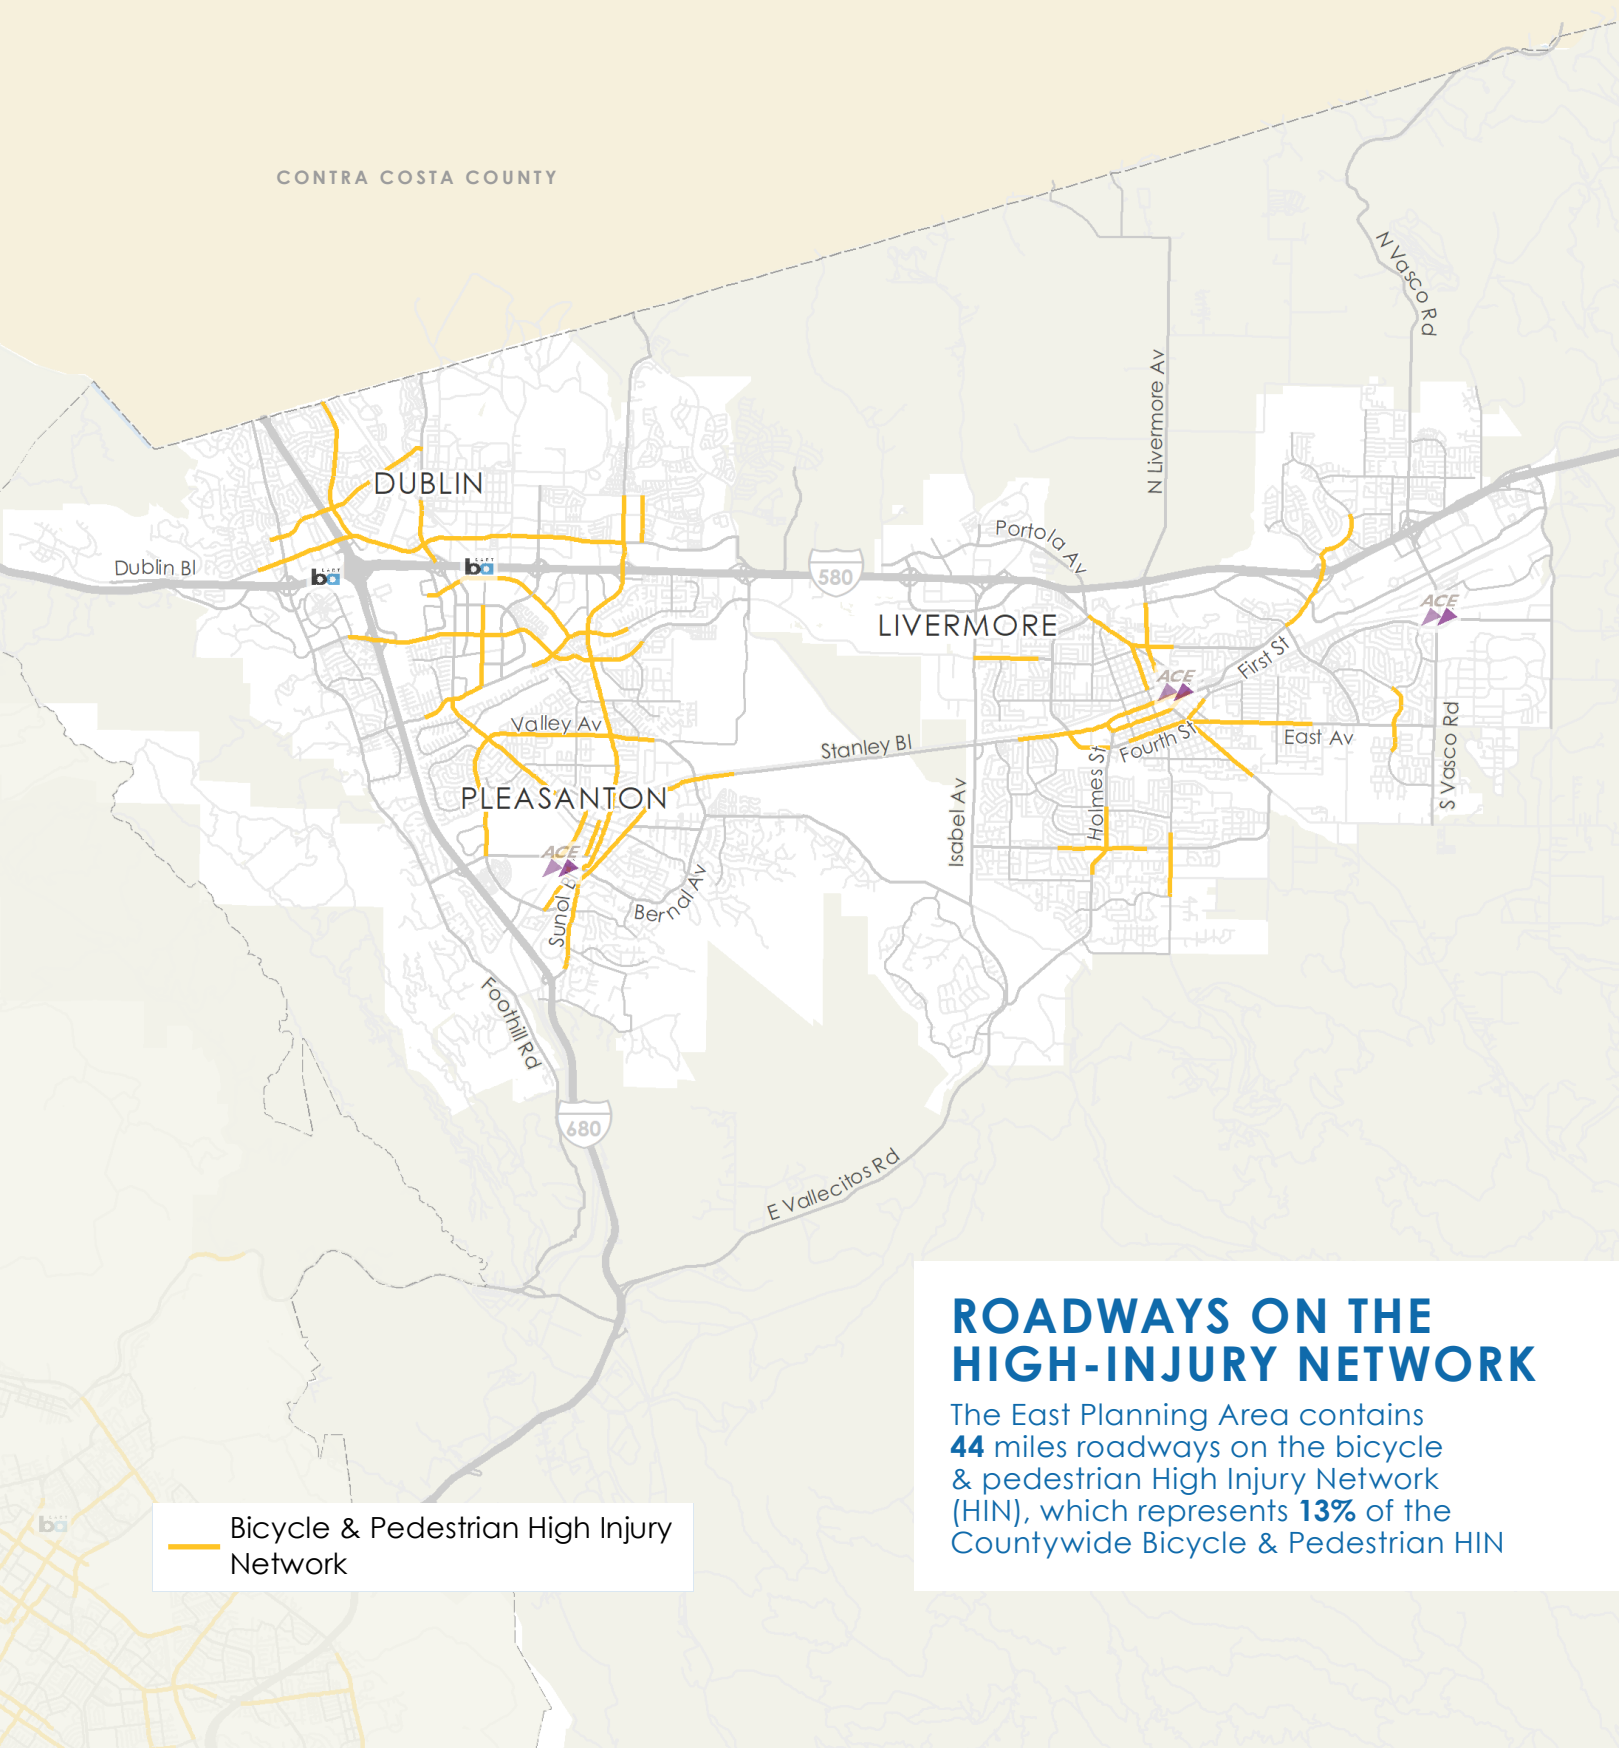 CONTRA COSTA COUNTY
N Vasco Rd
N Livermore Av
DUBLIN
Portola Av
Dublin Bl
ba
ba
580
ACE
LIVERMORE
First St
ACE
Valley Av
Stanley Bl
Fourth St
East Av
S Vasco Rd
Holmes St
Isabel Av
PLEASANTON
ACE
Sunol Bl
Bernal Av
Foothill Rd
680
E Vallecitos Rd
ROADWAYS ON THE
HIGH-INJURY NETWORK
The East Planning Area contains
44 miles roadways on the bicycle
& pedestrian High Injury Network
(HIN), which represents 13% of the
Countywide Bicycle & Pedestrian HIN
ba
Bicycle & Pedestrian High Injury
Network